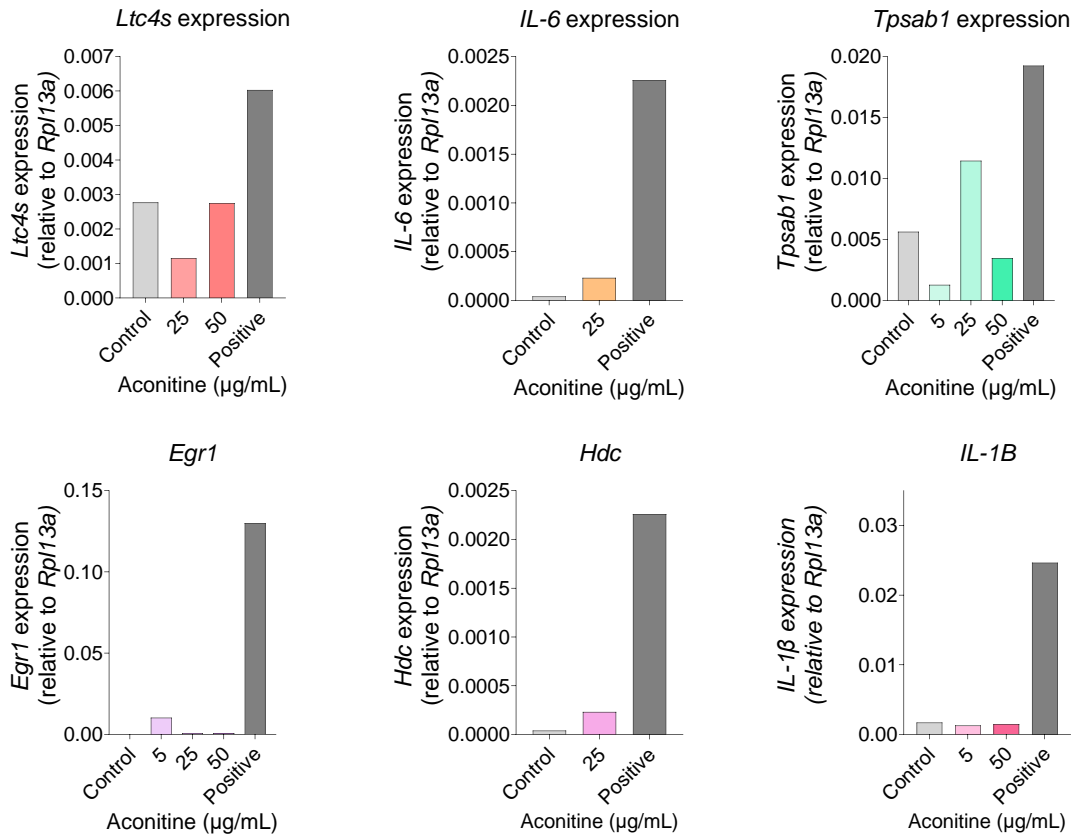 Ltc4s expression
Ltc4s expression
(relative to Rpl13a)
0.007
0.006
0.005
0.004
0.003
0.002
0.001
0.000
Control
25
50
Positive
Aconitine (µg/mL)
IL-6 expression
IL-6 expression
(relative to Rpl13a)
0.0025
0.0020
0.0015
0.0010
0.0005
0.0000
Control
25
Positive
Aconitine (µg/mL)
Tpsab1 expression
Tpsab1 expression
(relative to Rpl13a)
0.020
0.015
0.010
0.005
0.000
Control
5
25
50
Positive
Aconitine (µg/mL)
Egr1
Egr1 expression
(relative to Rpl13a)
0.15
0.10
0.05
0.00
Control
5
25
50
Positive
Aconitine (µg/mL)
Hdc
Hdc expression
(relative to Rpl13a)
0.0025
0.0020
0.0015
0.0010
0.0005
0.0000
Control
25
Positive
Aconitine (µg/mL)
IL-1B
IL-1β expression
(relative to Rpl13a)
0.03
0.02
0.01
0.00
Control
5
50
Positive
Aconitine (µg/mL)